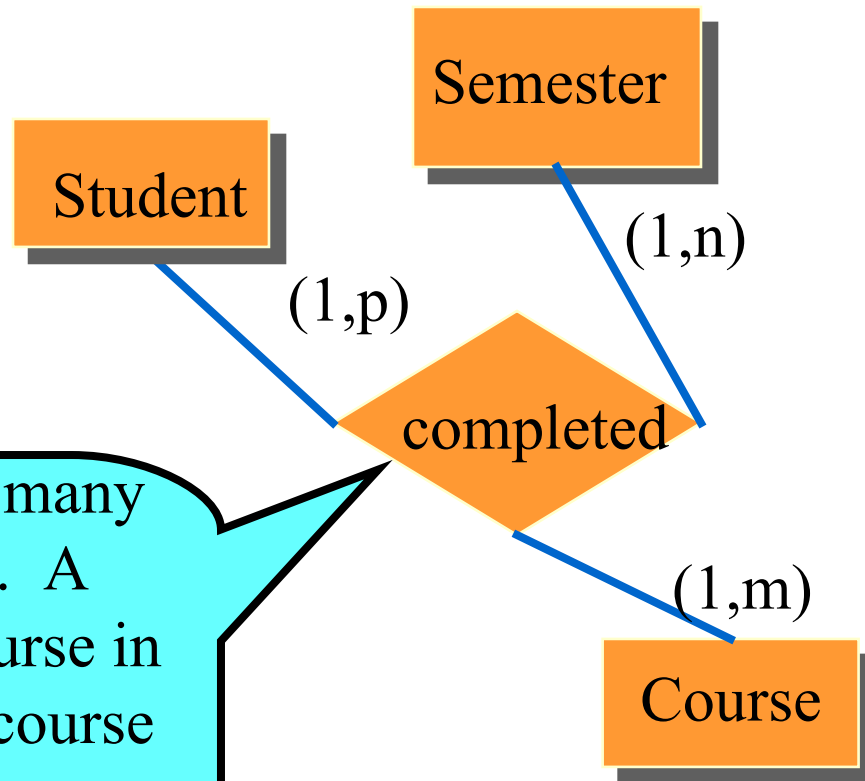 Semester
Student
(1,n)
(1,p)
completed
many
. A
urse in
course
(1,m)
Course